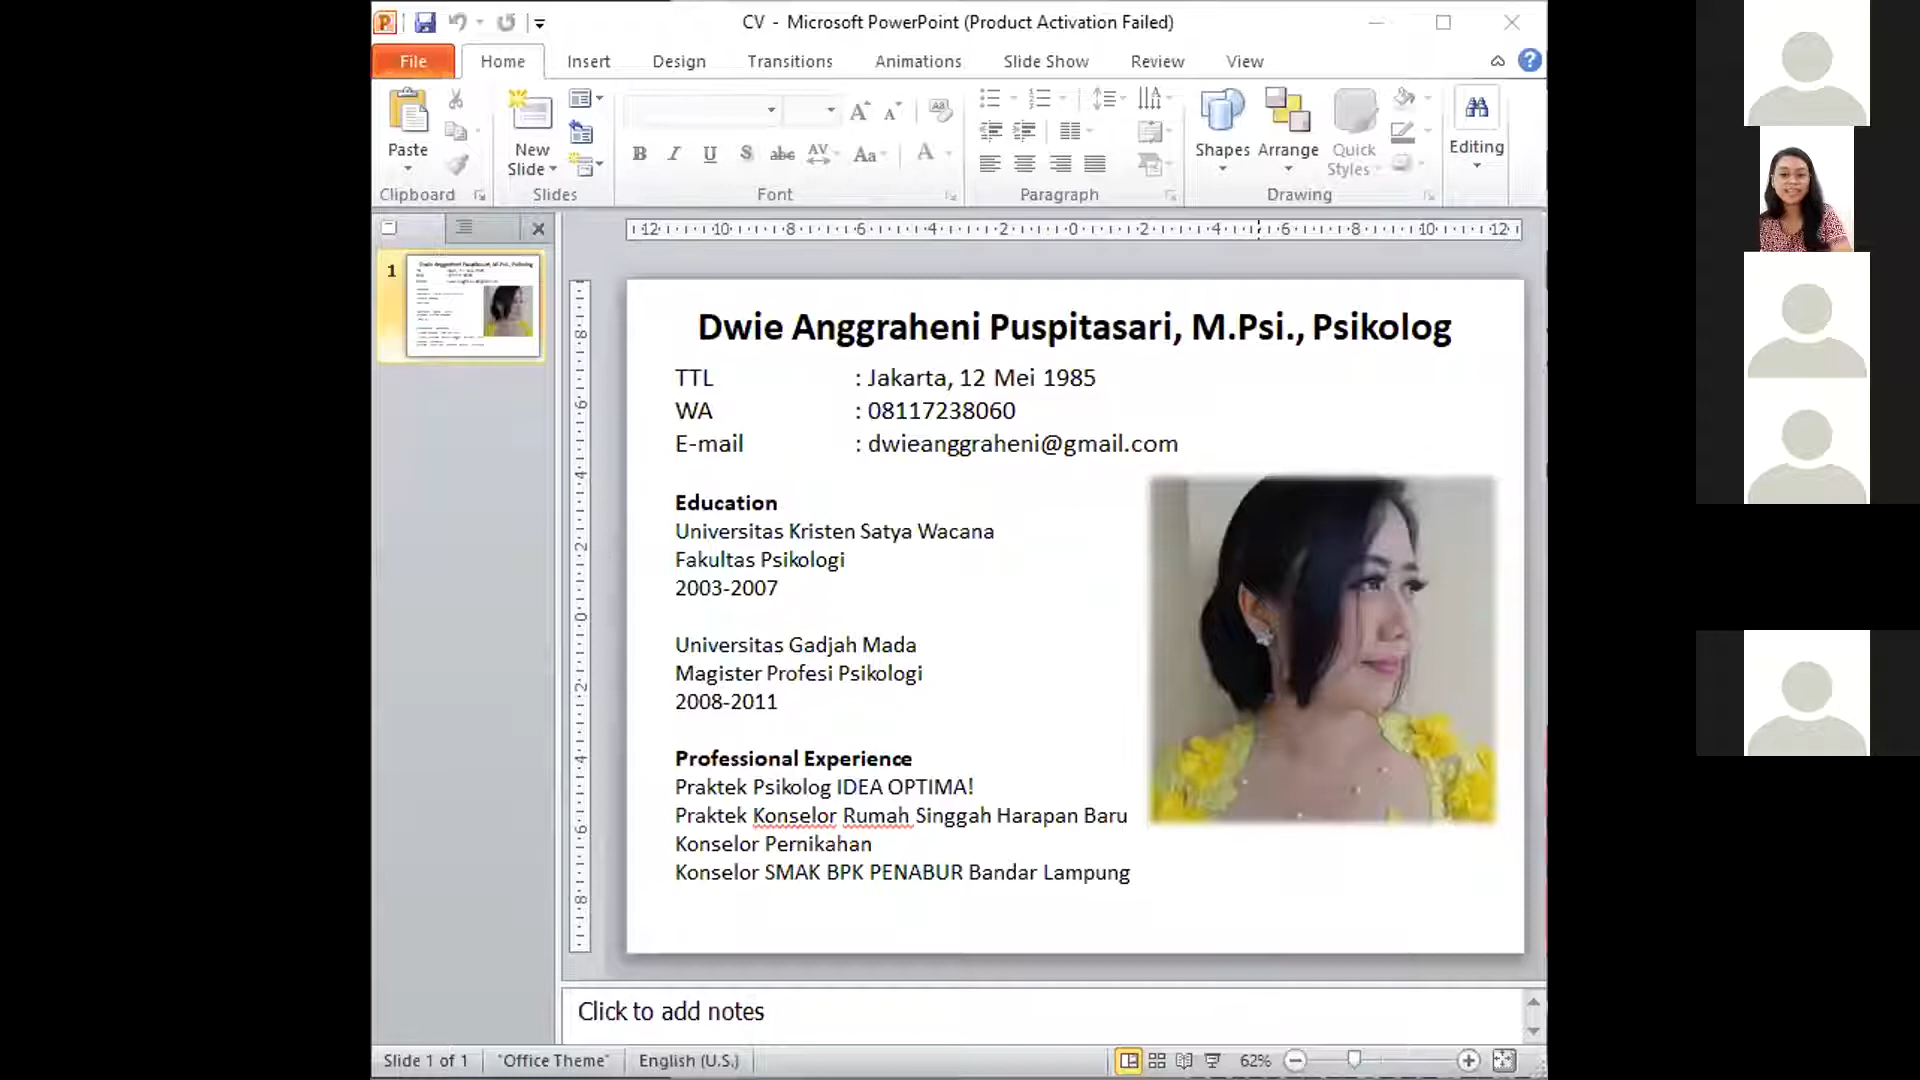 CV - Microsoft PowerPoint (Product Activation Failed)
File Home Insert Design Transitions Animations Slide Show Review View
Paste
New Slide
Shapes Arrange Quick Styles
Editing
Clipboard Slides Font Paragraph Drawing
1
Dwie Anggraheni Puspitasari, M.Psi., Psikolog
TTL : Jakarta, 12 Mei 1985
WA : 08117238060
E-mail : dwieanggraheni@gmail.com
Education
Universitas Kristen Satya Wacana
Fakultas Psikologi
2003-2007
Universitas Gadjah Mada
Magister Profesi Psikologi
2008-2011
Professional Experience
Praktek Psikolog IDEA OPTIMA!
Praktek Konselor Rumah Singgah Harapan Baru
Konselor Pernikahan
Konselor SMAK BPK PENABUR Bandar Lampung
Click to add notes
Slide 1 of 1 "Office Theme" English (U.S.) 62%